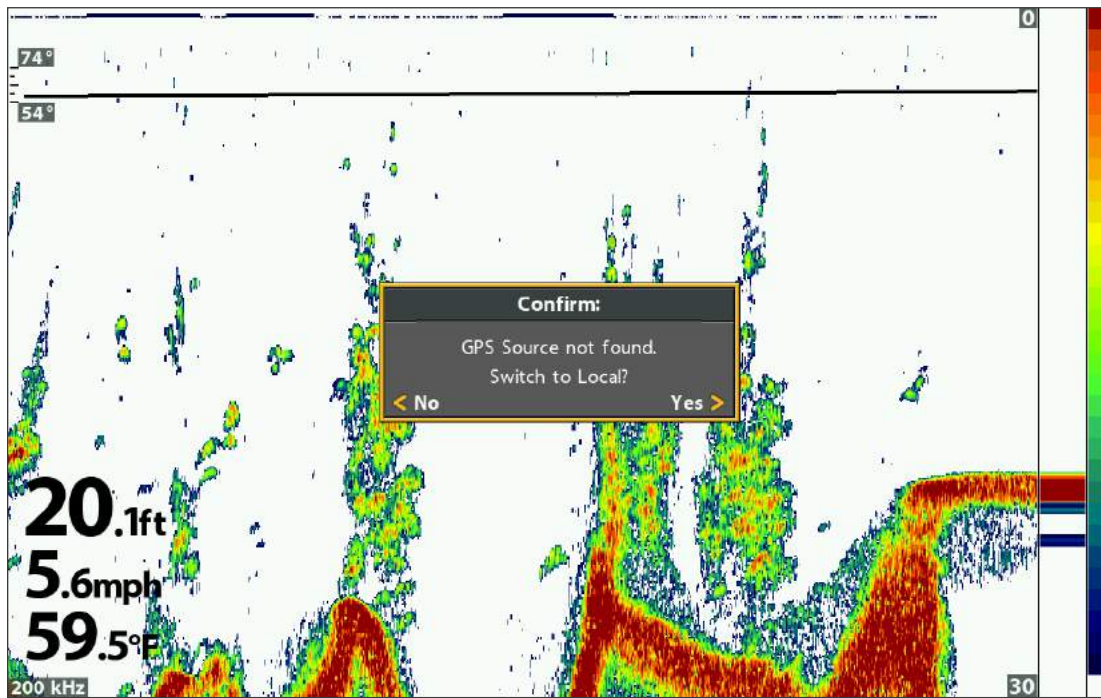 0
74°
54°
Confirm:
GPS Source not found.
Switch to Local?
< No Yes >
20.1ft
5.6mph
59.5°F
200 kHz 30